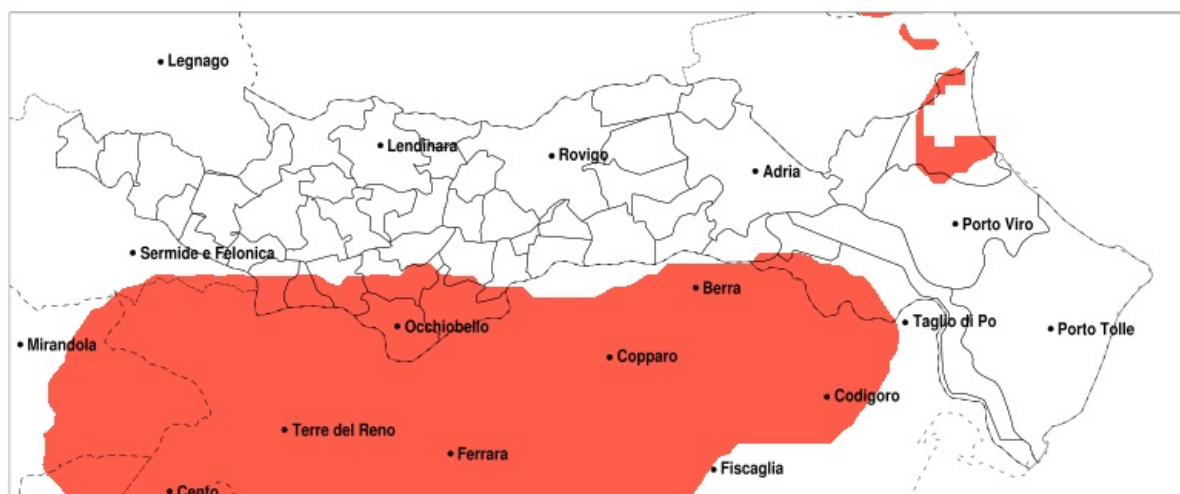 Legnago
Lendinara
Rovigo
Adria
Porto Viro
Sermide e Felonica
Berra
Taglio di Po
Porto Tolle
Occhiobello
Mirandola
Copparo
Codigoro
Terre del Reno
Ferrara
Fiscaglia
Cento